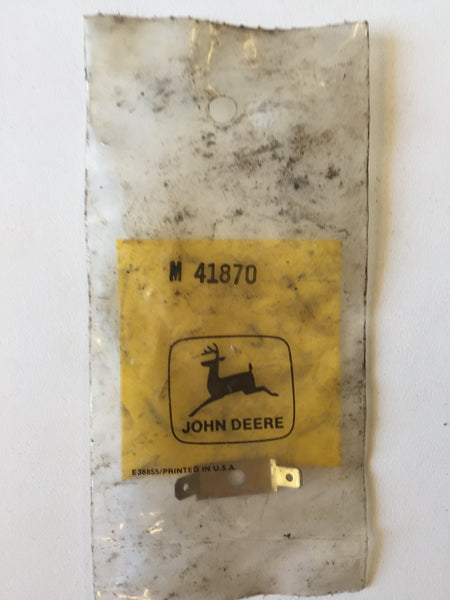 M 41870
JOHN DEERE
E38855/PRINTED IN U.S.A.